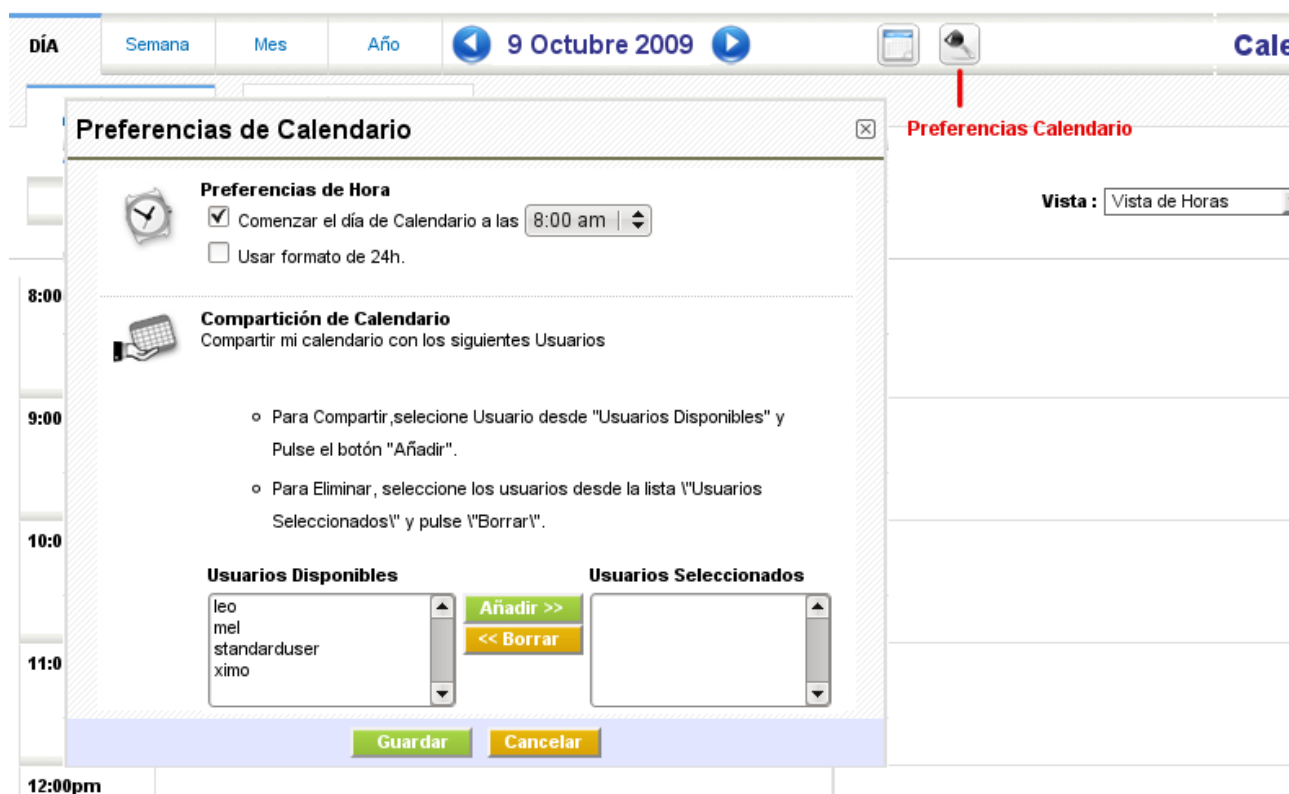 DÍA
Semana
Mes
Año
9 Octubre 2009
Cale
Preferencias Calendario
Preferencias de Calendario
Preferencias de Hora
Comenzar el día de Calendario a las 8:00 am
Usar formato de 24h.
Vista : Vista de Horas
8:00
Compartición de Calendario
Compartir mi calendario con los siguientes Usuarios
9:00
Para Compartir,selecione Usuario desde "Usuarios Disponibles" y
Pulse el botón "Añadir".
Para Eliminar, seleccione los usuarios desde la lista \"Usuarios
Seleccionados\" y pulse \"Borrar\".
10:0
Usuarios Disponibles
Usuarios Seleccionados
leo
mel
standarduser
ximo
Añadir >>
<< Borrar
11:0
Guardar
Cancelar
12:00pm